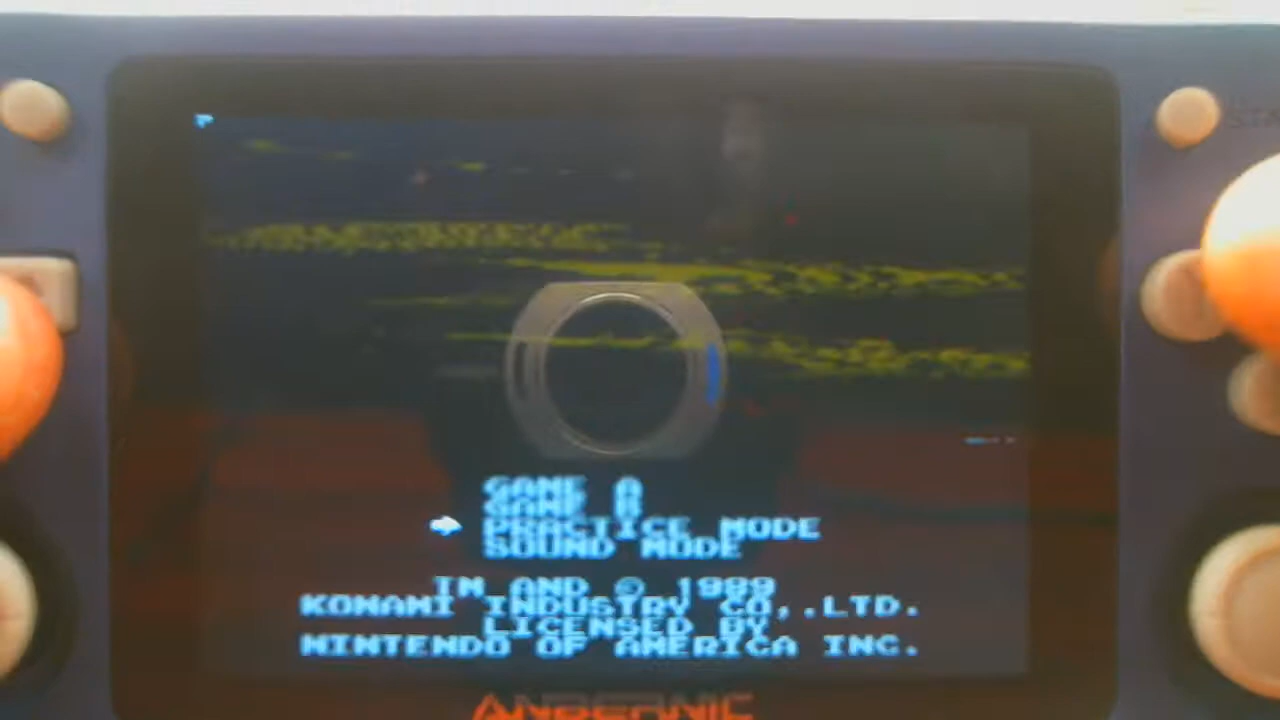 GAME A
GAME B
PRACTICE MODE
SOUND MODE
TM AND © 1989
KONAMI INDUSTRY CO,.LTD.
LICENSED BY
NINTENDO OF AMERICA INC.
ANBERNIC